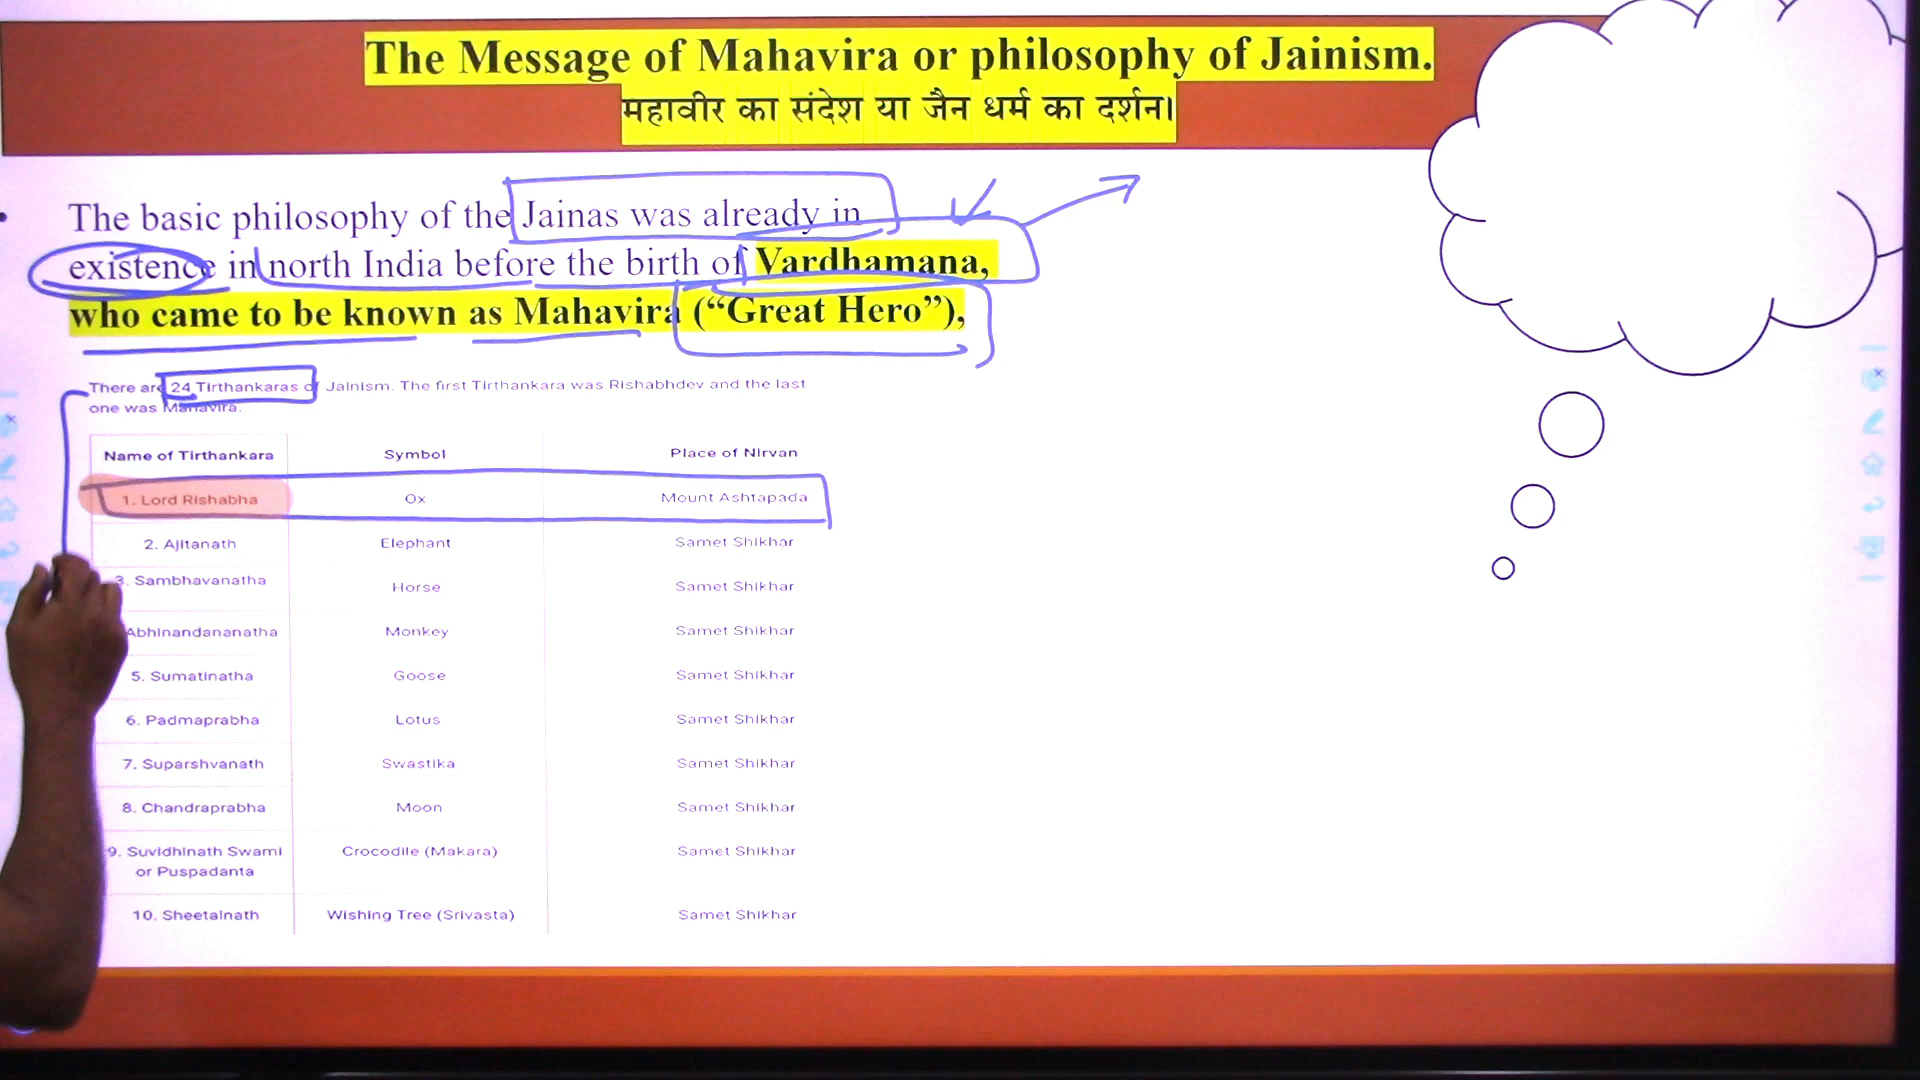 The Message of Mahavira or philosophy of Jainism.
महावीर का संदेश या जैन धर्म का दर्शन।
The basic philosophy of the Jainas was already in
existence in north India before the birth of Vardhamana,
who came to be known as Mahavira (“Great Hero”),
There are 24 Tirthankaras of Jainism. The first Tirthankara was Rishabhdev and the last
one was Mahavira.
Name of Tirthankara Symbol Place of Nirvan
1. Lord Rishabha Ox Mount Ashtapada
2. Ajitanath Elephant Samet Shikhar
3. Sambhavanatha Horse Samet Shikhar
Abhinandananatha Monkey Samet Shikhar
5. Sumatinatha Goose Samet Shikhar
6. Padmaprabha Lotus Samet Shikhar
7. Suparshvanath Swastika Samet Shikhar
8. Chandraprabha Moon Samet Shikhar
9. Suvidhinath Swami Crocodile (Makara) Samet Shikhar
or Puspadanta
10. Sheetalnath Wishing Tree (Srivasta) Samet Shikhar